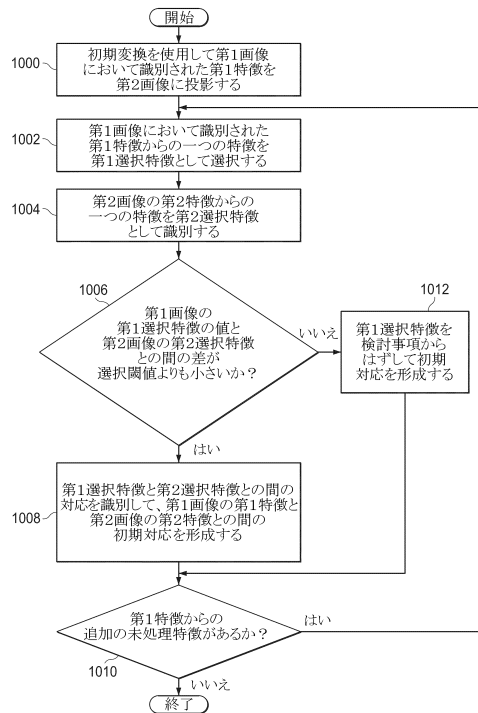 開始
1000
初期変換を使用して第1画像
において識別された第1特徴を
第2画像に投影する
1002
第1画像において識別された
第1特徴からの一つの特徴を
第1選択特徴として選択する
1004
第2画像の第2特徴からの
一つの特徴を第2選択特徴
として識別する
1006
第1画像の
第1選択特徴の値と
第2画像の第2選択特徴
との間の差が
選択閾値よりも小さいか？
いいえ
1012
第1選択特徴を
検討事項から
はずして初期
対応を形成する
はい
1008
第1選択特徴と第2選択特徴との間の
対応を識別して、第1画像の第1特徴と
第2画像の第2特徴との間の
初期対応を形成する
第1特徴からの
追加の未処理特徴があるか？
はい
1010
いいえ
終了